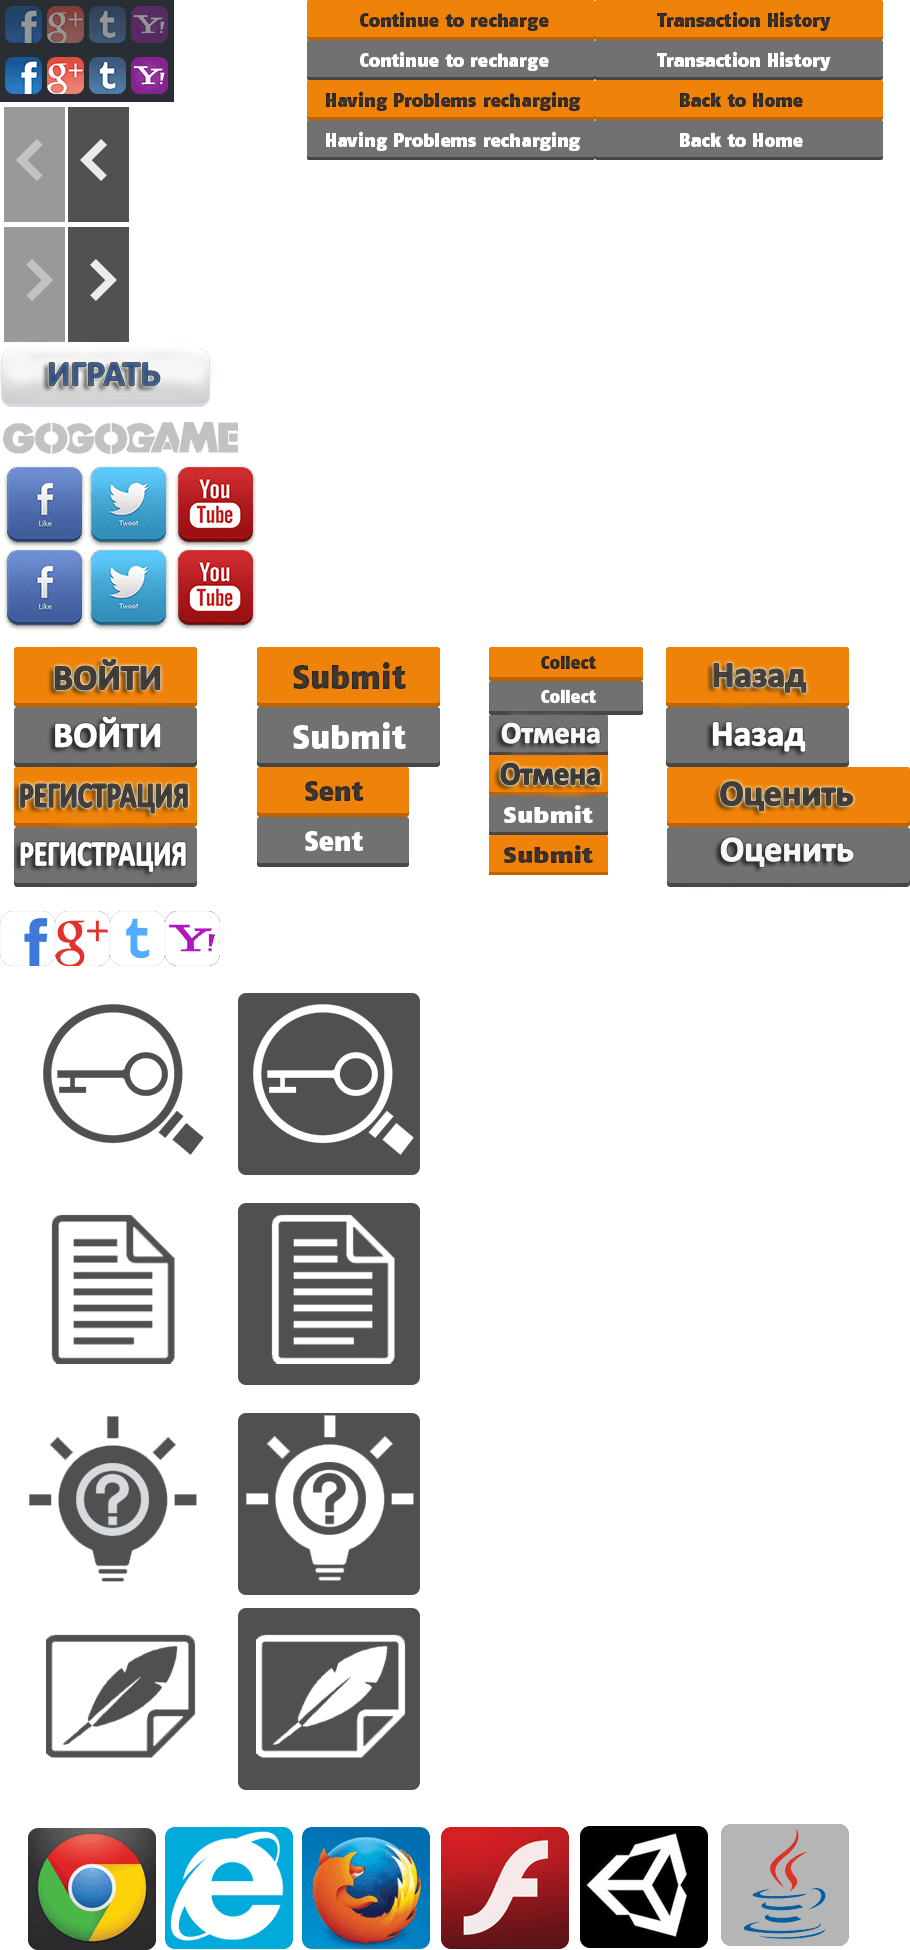 f g+ t Y!
f g+ t Y!
Continue to recharge Transaction History
Continue to recharge Transaction History
Having Problems recharging Back to Home
Having Problems recharging Back to Home
ИГРАТЬ
GOGOGAME
f Like Tweet You Tube
f Like Tweet You Tube
ВОЙТИ Submit Collect Назад
ВОЙТИ Submit Collect Назад
РЕГИСТРАЦИЯ Sent Отмена Оценить
РЕГИСТРАЦИЯ Sent Отмена Оценить
Submit
Submit
f g+ t Y!
?
?